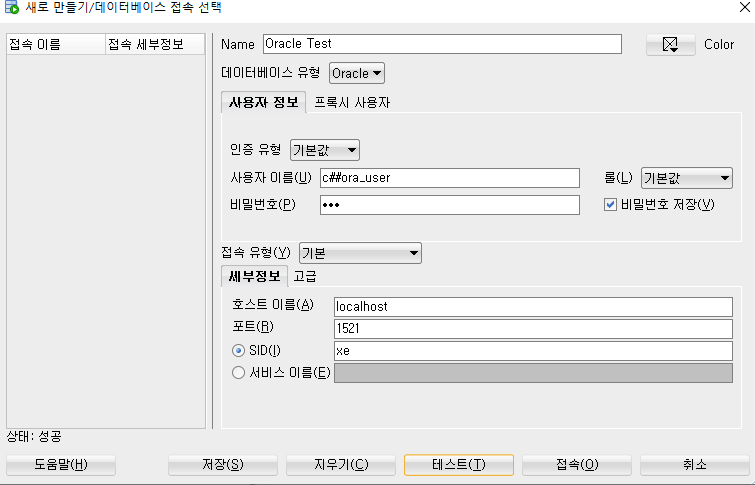 새로 만들기/데이터베이스 접속 선택
접속 이름 접속 세부정보
Name Oracle Test Color
데이터베이스 유형 Oracle
사용자 정보 프록시 사용자
인증 유형 기본값
사용자 이름(U) c##ora_user 롤(L) 기본값
비밀번호(P) ••• 비밀번호 저장(V)
접속 유형(Y) 기본
세부정보 고급
호스트 이름(A) localhost
포트(R) 1521
SID(I) xe
서비스 이름(E)
상태: 성공
도움말(H) 저장(S) 지우기(C) 테스트(T) 접속(O) 취소